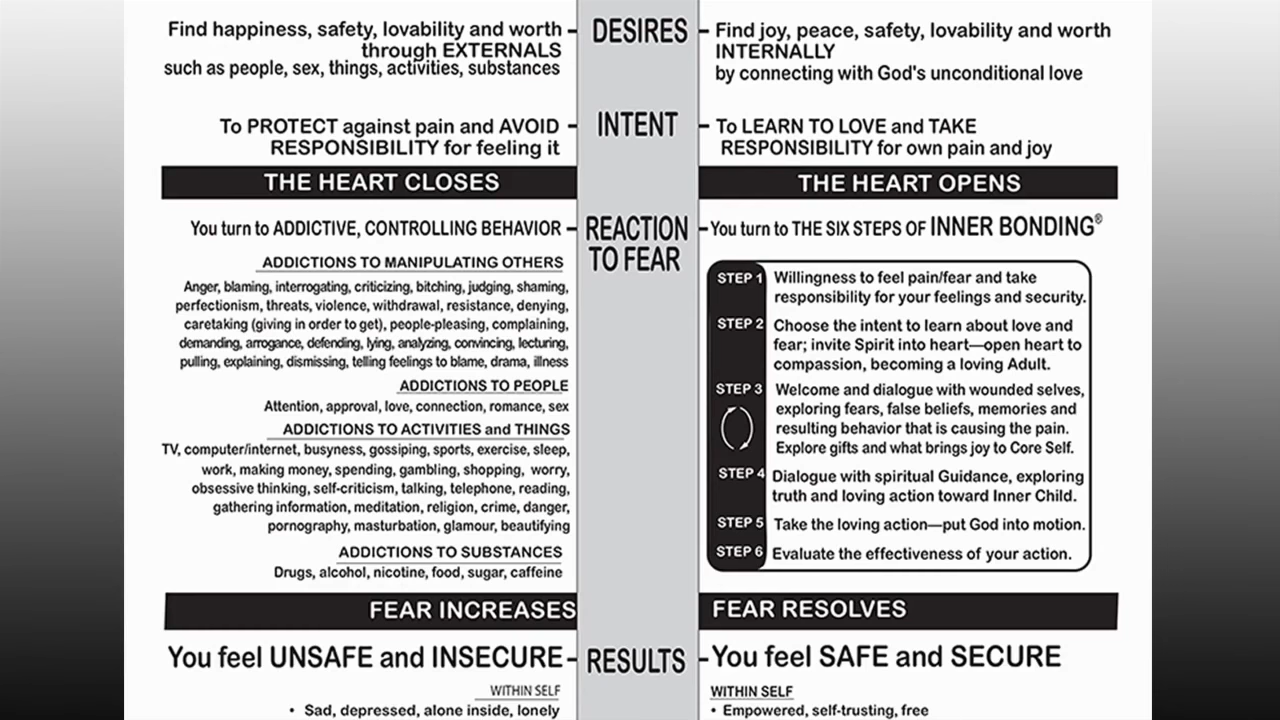 Find happiness, safety, lovability and worth
through EXTERNALS
such as people, sex, things, activities, substances
DESIRES
Find joy, peace, safety, lovability and worth
INTERNALLY
by connecting with God's unconditional love
To PROTECT against pain and AVOID
RESPONSIBILITY for feeling it
INTENT
To LEARN TO LOVE and TAKE
RESPONSIBILITY for own pain and joy
THE HEART CLOSES
THE HEART OPENS
You turn to ADDICTIVE, CONTROLLING BEHAVIOR
REACTION
TO FEAR
You turn to THE SIX STEPS OF INNER BONDING®
ADDICTIONS TO MANIPULATING OTHERS
Anger, blaming, interrogating, criticizing, bitching, judging, shaming,
perfectionism, threats, violence, withdrawal, resistance, denying,
caretaking (giving in order to get), people-pleasing, complaining,
demanding, arrogance, defending, lying, analyzing, convincing, lecturing,
pulling, explaining, dismissing, telling feelings to blame, drama, illness
ADDICTIONS TO PEOPLE
Attention, approval, love, connection, romance, sex
ADDICTIONS TO ACTIVITIES and THINGS
TV, computer/internet, busyness, gossiping, sports, exercise, sleep,
work, making money, spending, gambling, shopping, worry,
obsessive thinking, self-criticism, talking, telephone, reading,
gathering information, meditation, religion, crime, danger,
pornography, masturbation, glamour, beautifying
ADDICTIONS TO SUBSTANCES
Drugs, alcohol, nicotine, food, sugar, caffeine
STEP 1 Willingness to feel pain/fear and take
responsibility for your feelings and security.
STEP 2 Choose the intent to learn about love and
fear; invite Spirit into heart—open heart to
compassion, becoming a loving Adult.
STEP 3 Welcome and dialogue with wounded selves,
exploring fears, false beliefs, memories and
resulting behavior that is causing the pain.
Explore gifts and what brings joy to Core Self.
STEP 4 Dialogue with spiritual Guidance, exploring
truth and loving action toward Inner Child.
STEP 5 Take the loving action—put God into motion.
STEP 6 Evaluate the effectiveness of your action.
FEAR INCREASES
FEAR RESOLVES
You feel UNSAFE and INSECURE
RESULTS
You feel SAFE and SECURE
WITHIN SELF
• Sad, depressed, alone inside, lonely
WITHIN SELF
• Empowered, self-trusting, free